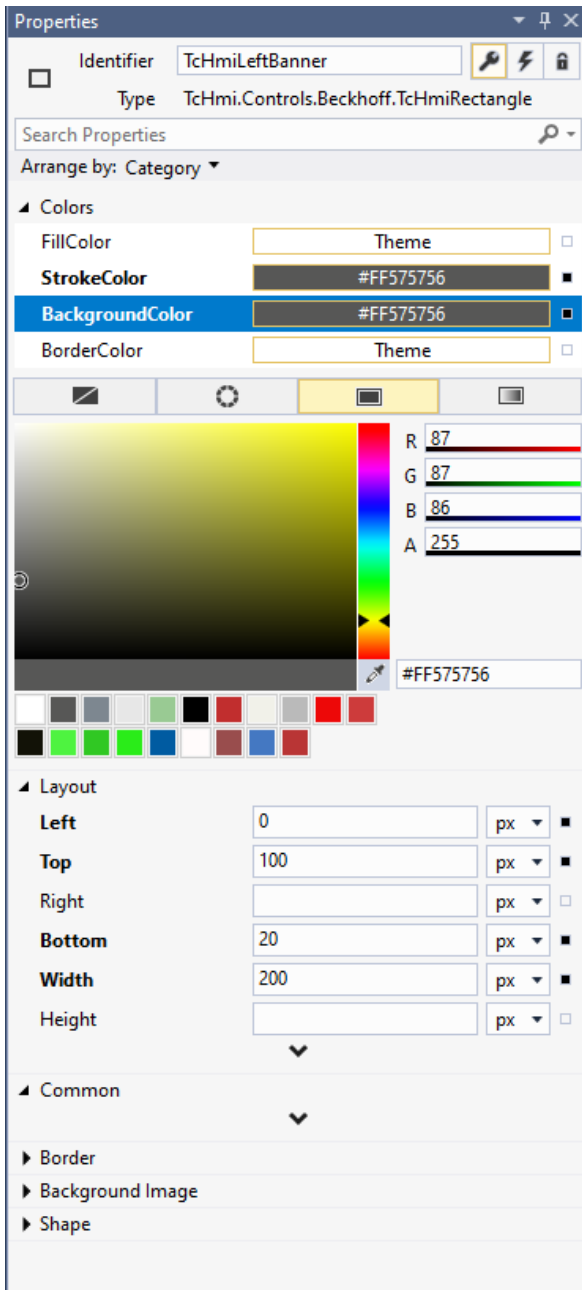 Properties
Identifier TcHmiLeftBanner
Type TcHmi.Controls.Beckhoff.TcHmiRectangle
Search Properties
Arrange by: Category
Colors
FillColor Theme
StrokeColor #FF575756
BackgroundColor #FF575756
BorderColor Theme
R 87
G 87
B 86
A 255
#FF575756
Layout
Left 0 px
Top 100 px
Right px
Bottom 20 px
Width 200 px
Height px
Common
Border
Background Image
Shape